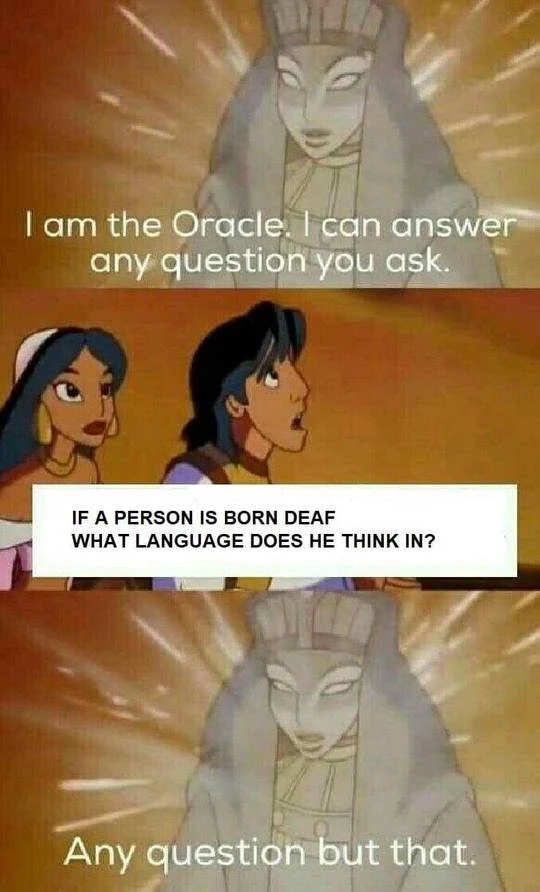 I am the Oracle. I can answer
any question you ask.
IF A PERSON IS BORN DEAF
WHAT LANGUAGE DOES HE THINK IN?
Any question but that.